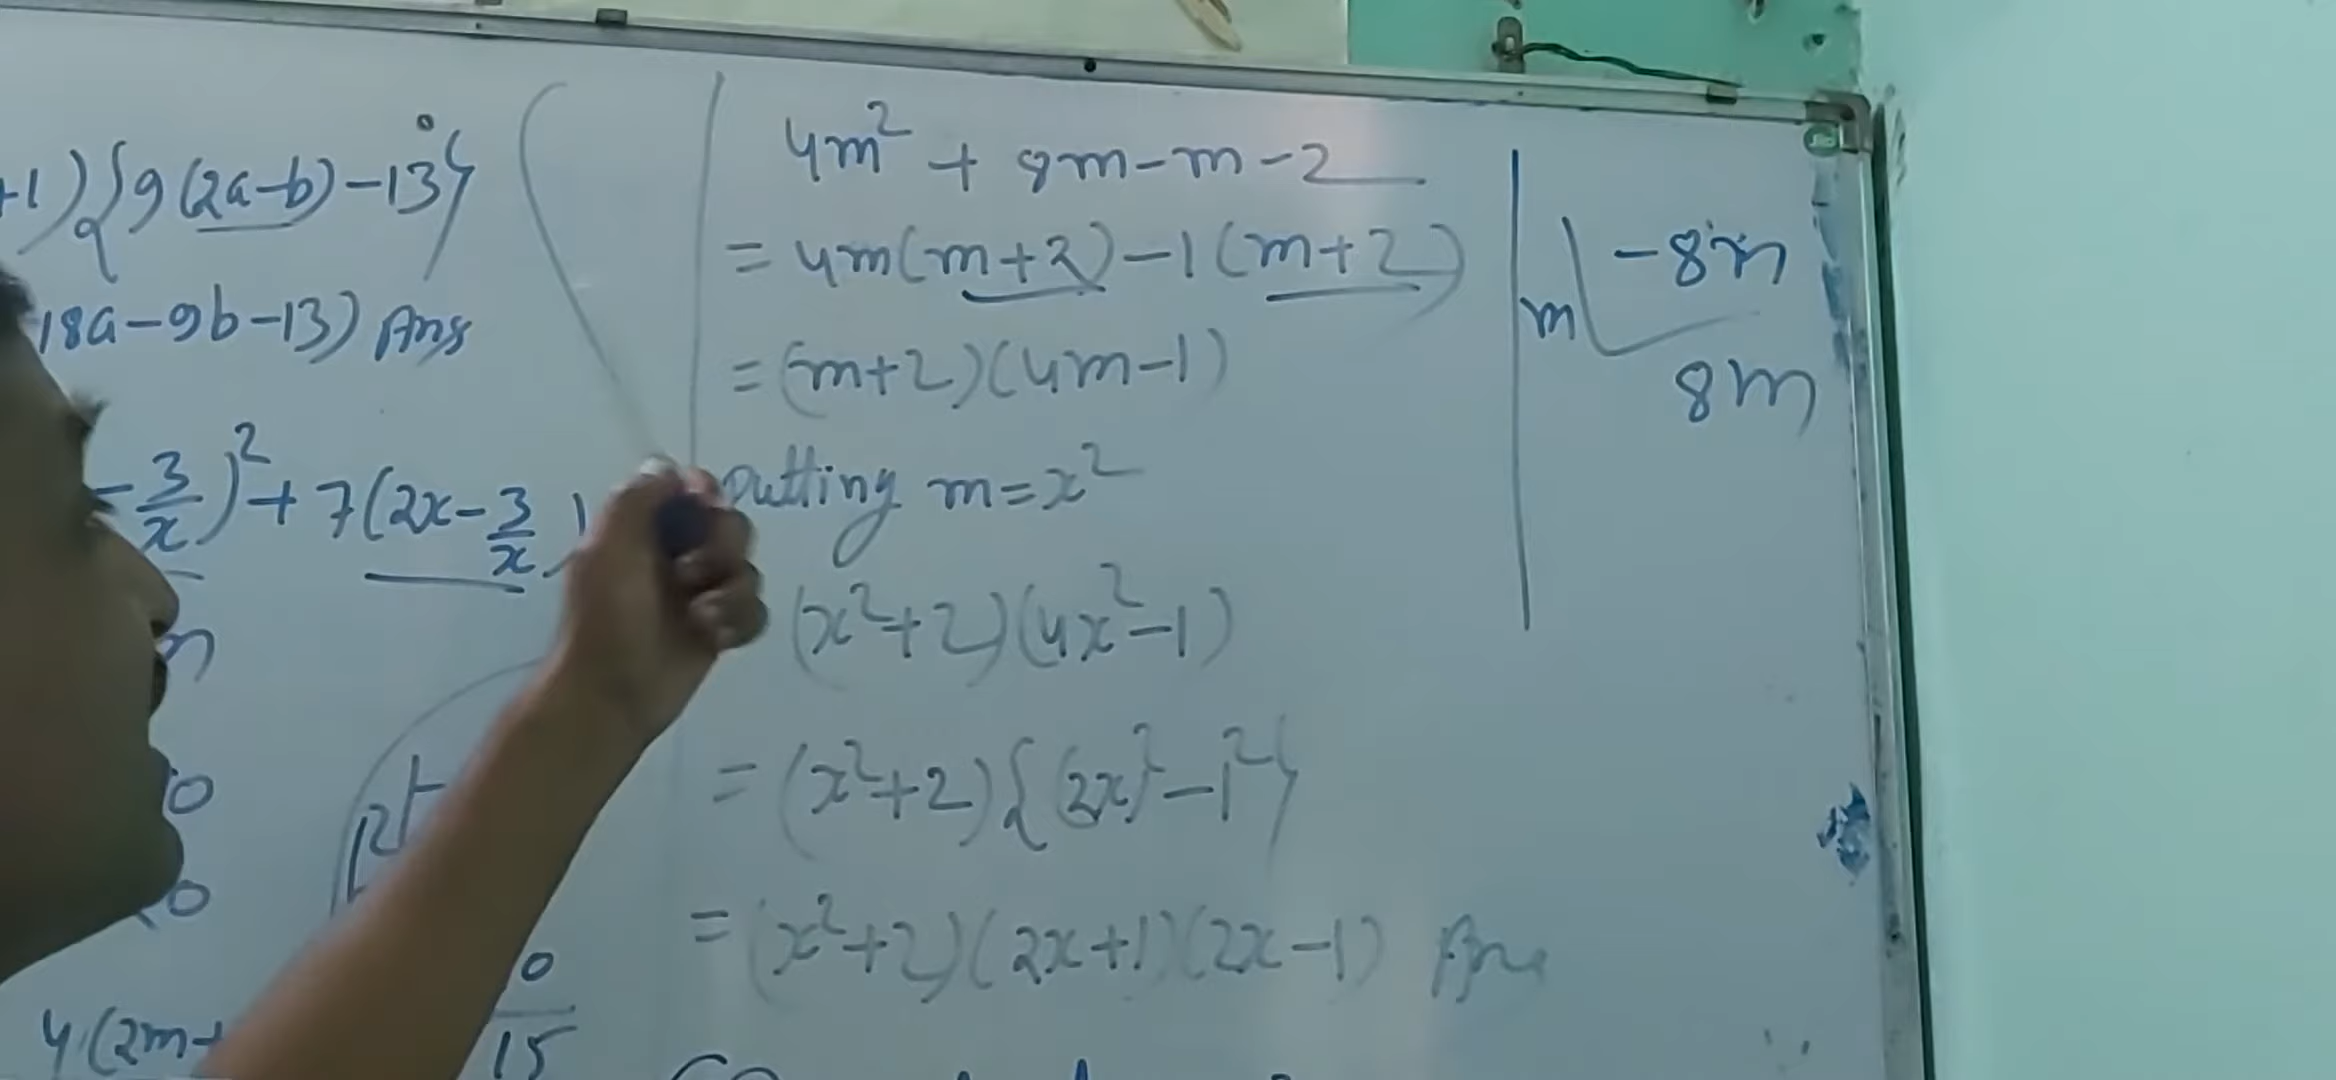 +1){9(2a-b)-13}
18a-9b-13) Ans
-3/x)²+7(2x-3/x)
m
0
0
4(2m+
0/15
4m²+8m-m-2
=4m(m+2)-1(m+2)
=(m+2)(4m-1)
putting m=x²
(x²+2)(4x²-1)
=(x²+2){(2x)²-1²}
=(x²+2)(2x+1)(2x-1) Ans
-8m
m
8m